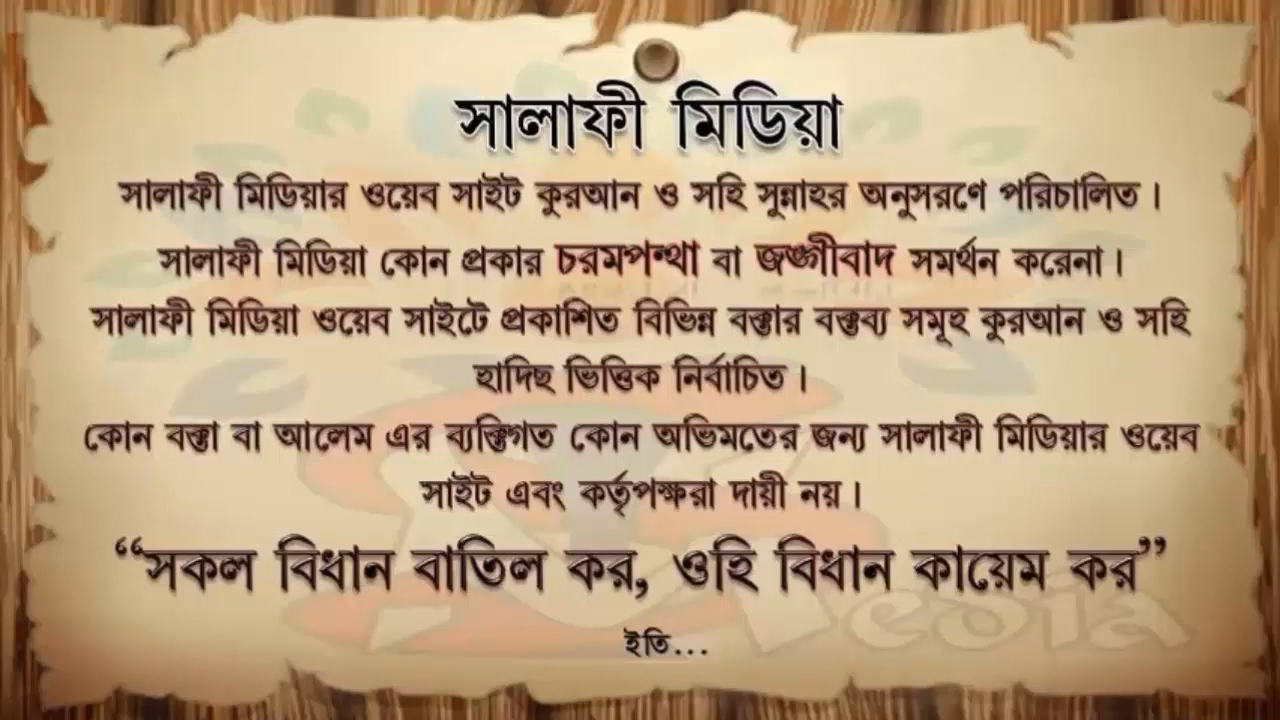 সালাফী মিডিয়া
সালাফী মিডিয়ার ওয়েব সাইট কুরআন ও সহি সুন্নাহর অনুসরণে পরিচালিত।
সালাফী মিডিয়া কোন প্রকার চরমপন্থা বা জঙ্গীবাদ সমর্থন করেনা।
সালাফী মিডিয়া ওয়েব সাইটে প্রকাশিত বিভিন্ন বক্তার বক্তব্য সমূহ কুরআন ও সহি
হাদিছ ভিত্তিক নির্বাচিত।
কোন বক্তা বা আলেম এর ব্যক্তিগত কোন অভিমতের জন্য সালাফী মিডিয়ার ওয়েব
সাইট এবং কর্তৃপক্ষরা দায়ী নয়।
“সকল বিধান বাতিল কর, ওহি বিধান কায়েম কর”
edia
ইতি...